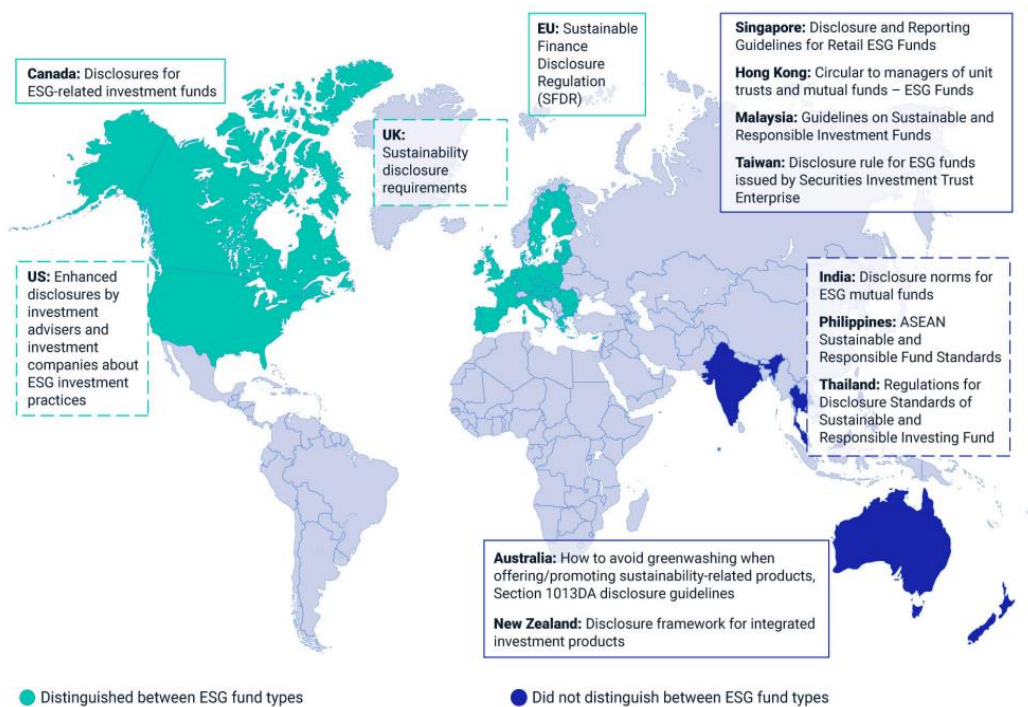 Canada: Disclosures for
ESG-related investment funds
EU: Sustainable
Finance
Disclosure
Regulation
(SFDR)
Singapore: Disclosure and Reporting
Guidelines for Retail ESG Funds
Hong Kong: Circular to managers of unit
trusts and mutual funds – ESG Funds
Malaysia: Guidelines on Sustainable and
Responsible Investment Funds
Taiwan: Disclosure rule for ESG funds
issued by Securities Investment Trust
Enterprise
UK:
Sustainability
disclosure
requirements
US: Enhanced
disclosures by
investment
advisers and
investment
companies about
ESG investment
practices
India: Disclosure norms for
ESG mutual funds
Philippines: ASEAN
Sustainable and
Responsible Fund Standards
Thailand: Regulations for
Disclosure Standards of
Sustainable and
Responsible Investing Fund
Australia: How to avoid greenwashing when
offering/promoting sustainability-related products,
Section 1013DA disclosure guidelines
New Zealand: Disclosure framework for integrated
investment products
Distinguished between ESG fund types
Did not distinguish between ESG fund types